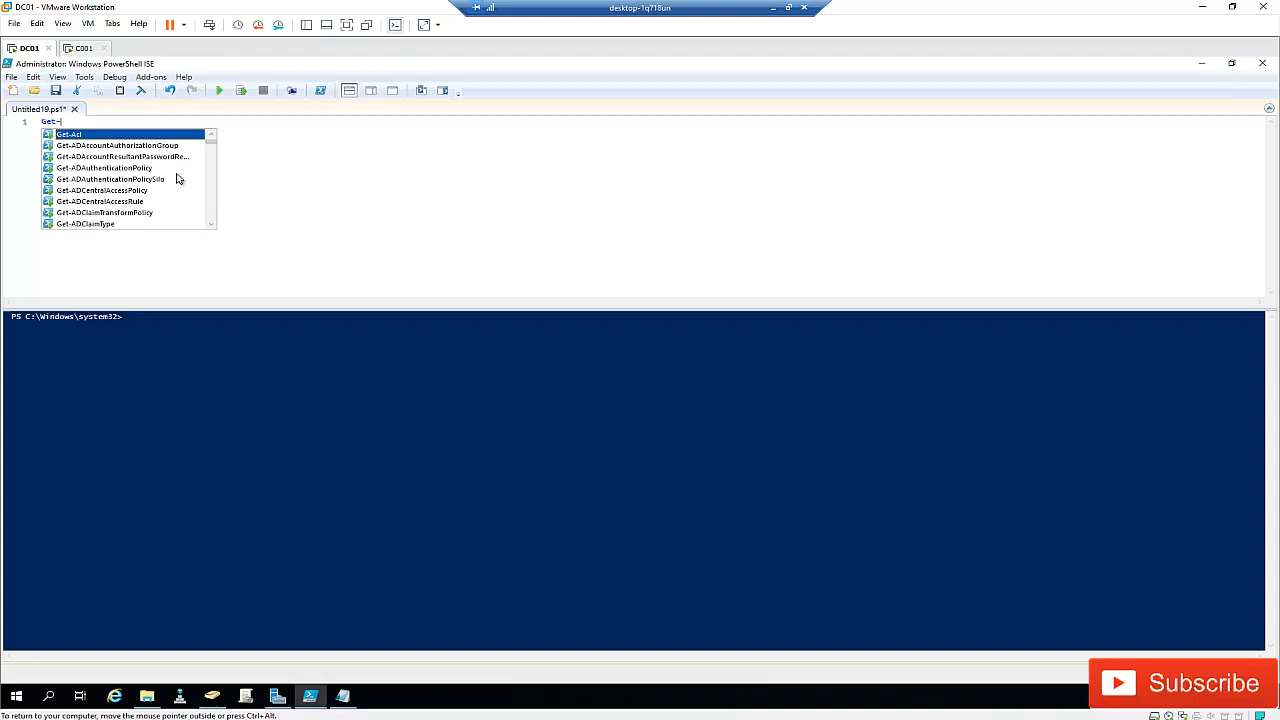 DC01 - VMware Workstation
desktop-1q718un
File Edit View VM Tabs Help
DC01 C001
Administrator: Windows PowerShell ISE
File Edit View Tools Debug Add-ons Help
Untitled19.ps1*
1 Get-
Get-Acl
Get-ADAccountAuthorizationGroup
Get-ADAccountResultantPasswordRe...
Get-ADAuthenticationPolicy
Get-ADAuthenticationPolicySilo
Get-ADCentralAccessPolicy
Get-ADCentralAccessRule
Get-ADClaimTransformPolicy
Get-ADClaimType
PS C:\Windows\system32>
Subscribe
To return to your computer, move the mouse pointer outside or press Ctrl+Alt.